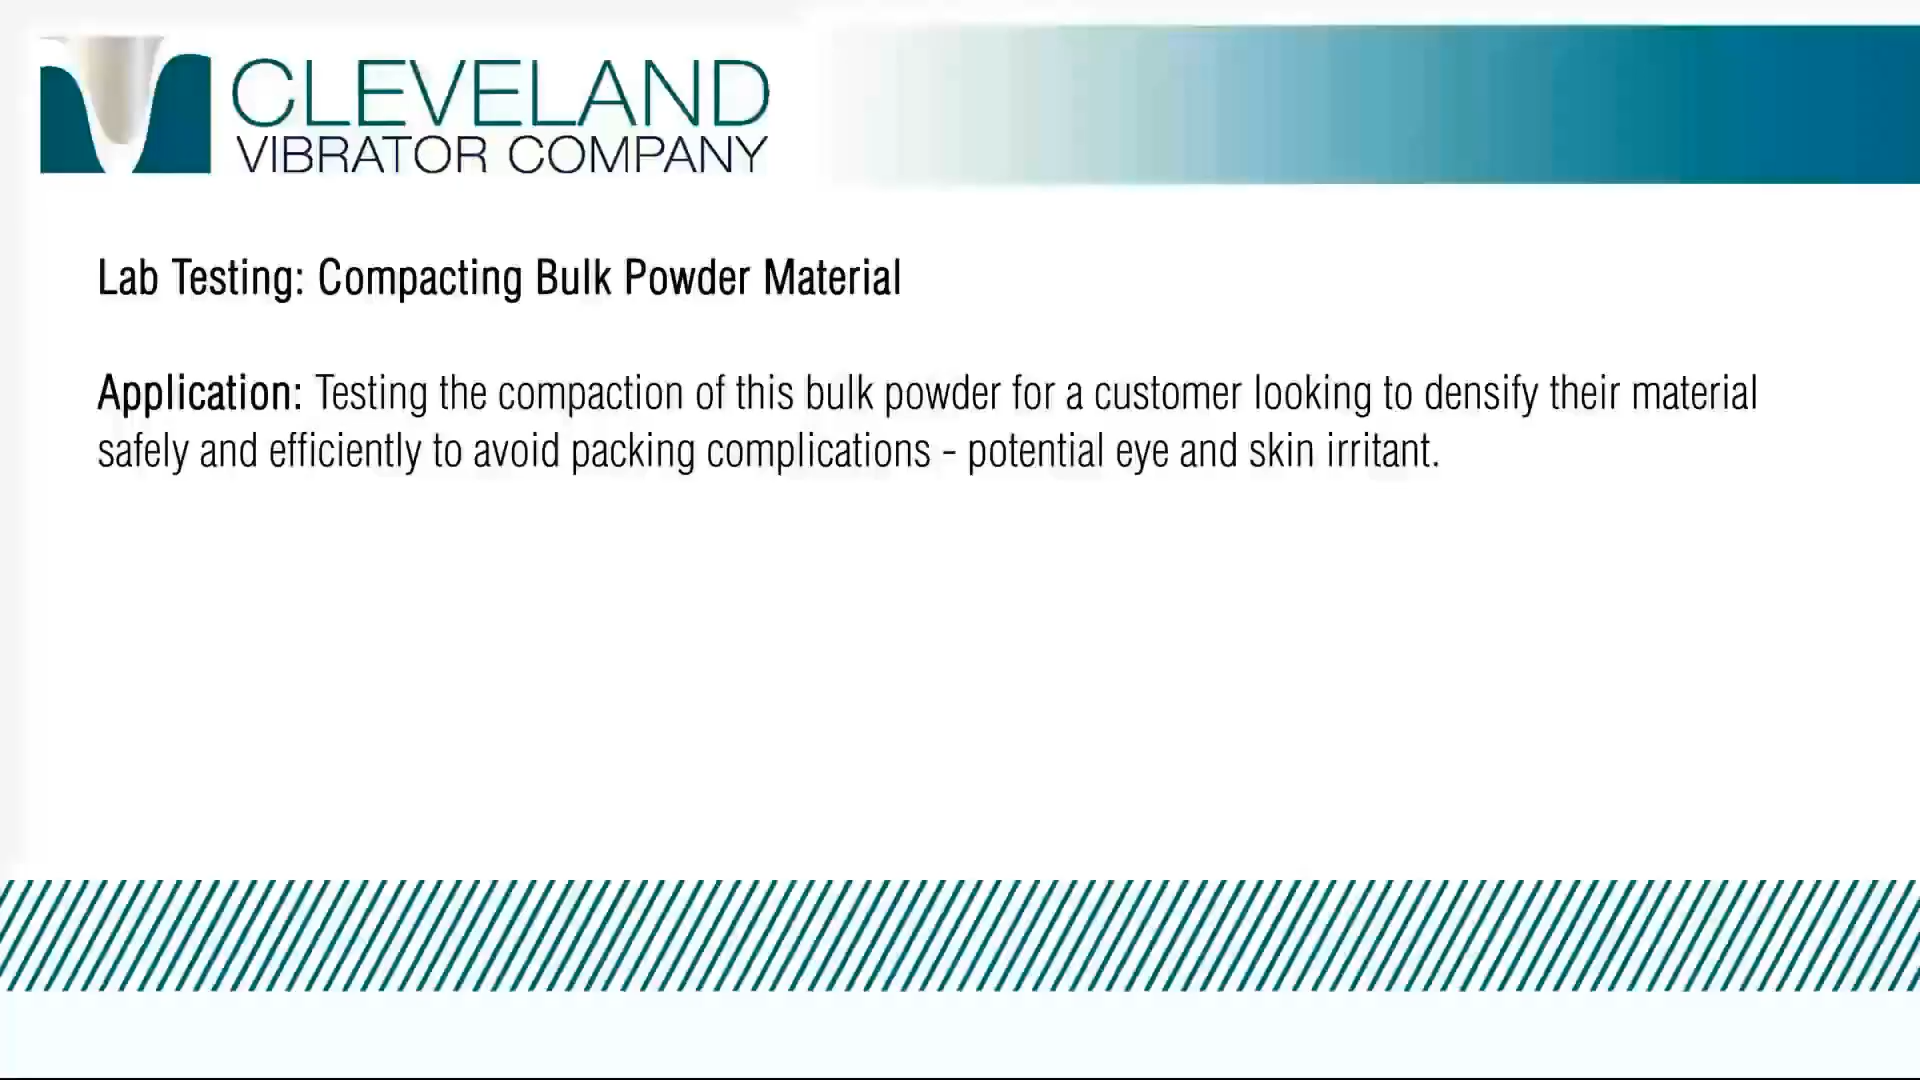 CLEVELAND
VIBRATOR COMPANY
Lab Testing: Compacting Bulk Powder Material
Application: Testing the compaction of this bulk powder for a customer looking to densify their material
safely and efficiently to avoid packing complications - potential eye and skin irritant.